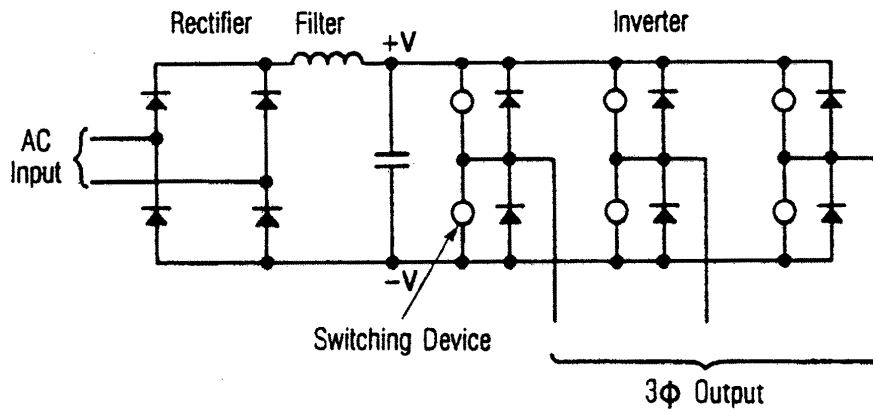 Rectifier
Filter
Inverter
+V
AC
Input
−V
Switching Device
3Φ Output